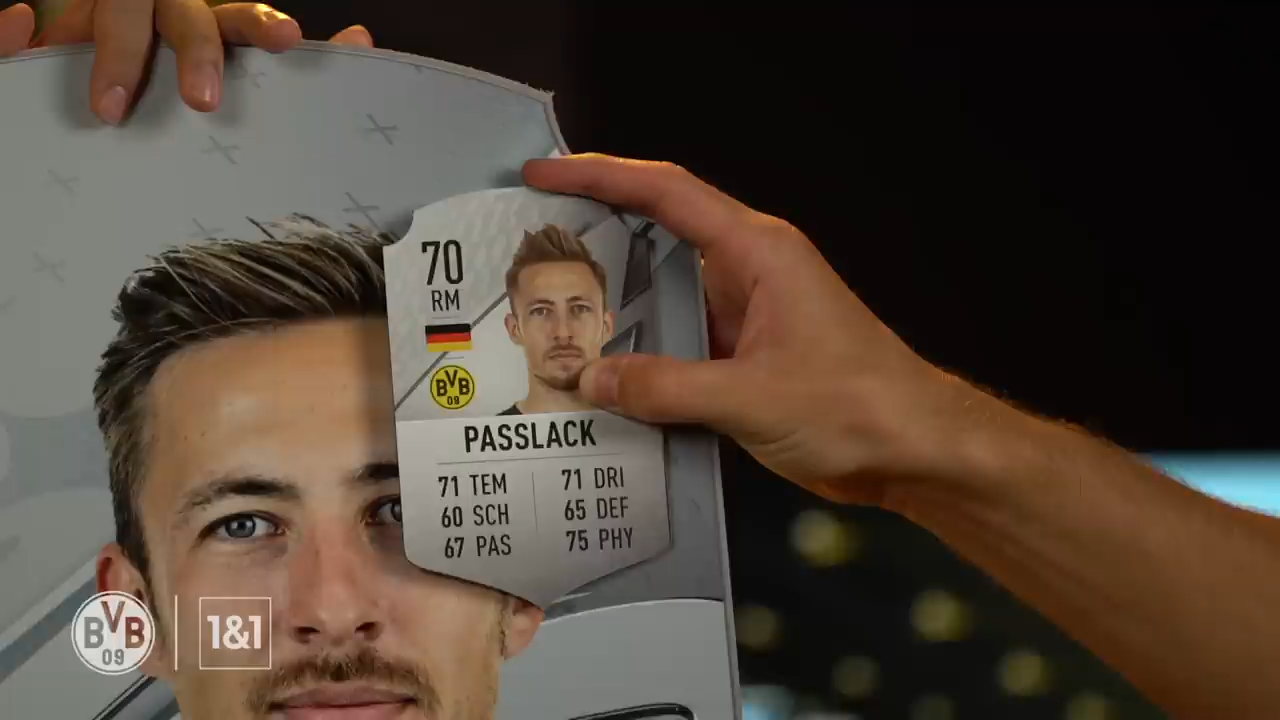 70
RM
BVB
09
PASSLACK
71 TEM 71 DRI
60 SCH 65 DEF
67 PAS 75 PHY
BVB
09
1&1